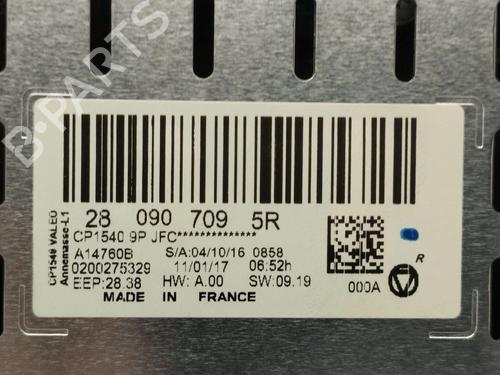 B-PARTS
28 090 709 5R
CP1540 9P JFC**************
A14760B S/A:04/10/16 0858
0200275329 11/01/17 06:52h
EEP:28.38 HW: A.00 SW:09.19
MADE IN FRANCE
000A
R
CP1540 VALEO
Annemasse-L1